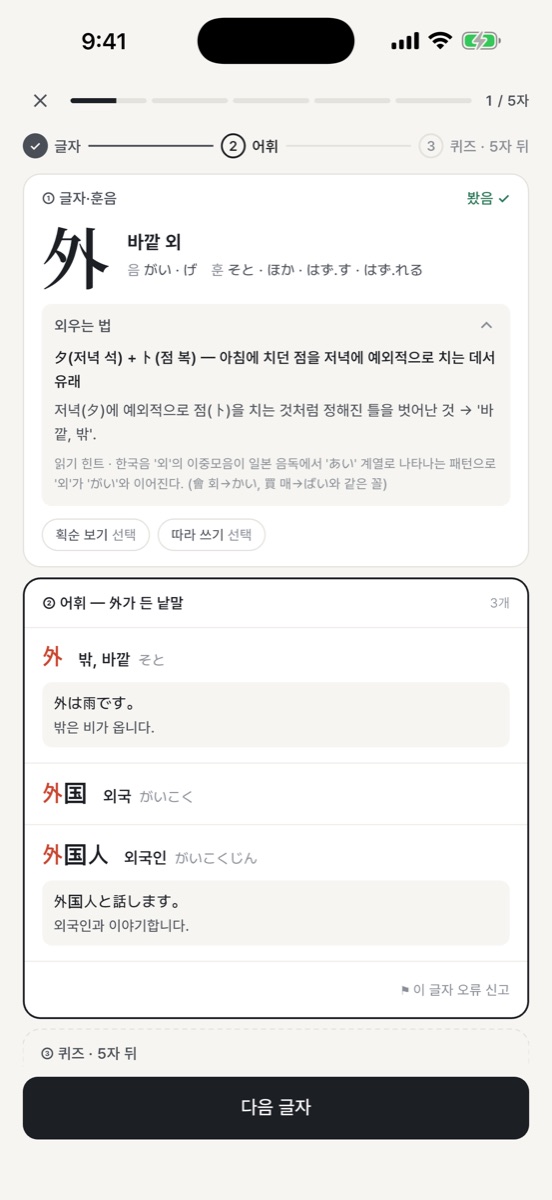 9:41
1 / 5자
글자
2 어휘
3 퀴즈 · 5자 뒤
① 글자·훈음 봤음 ✓
外
바깥 외
음 がい · げ 훈 そと · ほか · はず.す · はず.れる
외우는 법
夕(저녁 석) + 卜(점 복) — 아침에 치던 점을 저녁에 예외적으로 치는 데서
유래
저녁(夕)에 예외적으로 점(卜)을 치는 것처럼 정해진 틀을 벗어난 것 → '바
깥, 밖'.
읽기 힌트 · 한국음 '외'의 이중모음이 일본 음독에서 'あい' 계열로 나타나는 패턴으로
'외'가 'がい'와 이어진다. (會 회→かい, 買 매→ばい와 같은 꼴)
획순 보기 선택
따라 쓰기 선택
② 어휘 — 外가 든 낱말 3개
外 밖, 바깥 そと
外は雨です。
밖은 비가 옵니다.
外国 외국 がいこく
外国人 외국인 がいこくじん
外国人と話します。
외국인과 이야기합니다.
⚑ 이 글자 오류 신고
③ 퀴즈 · 5자 뒤
다음 글자